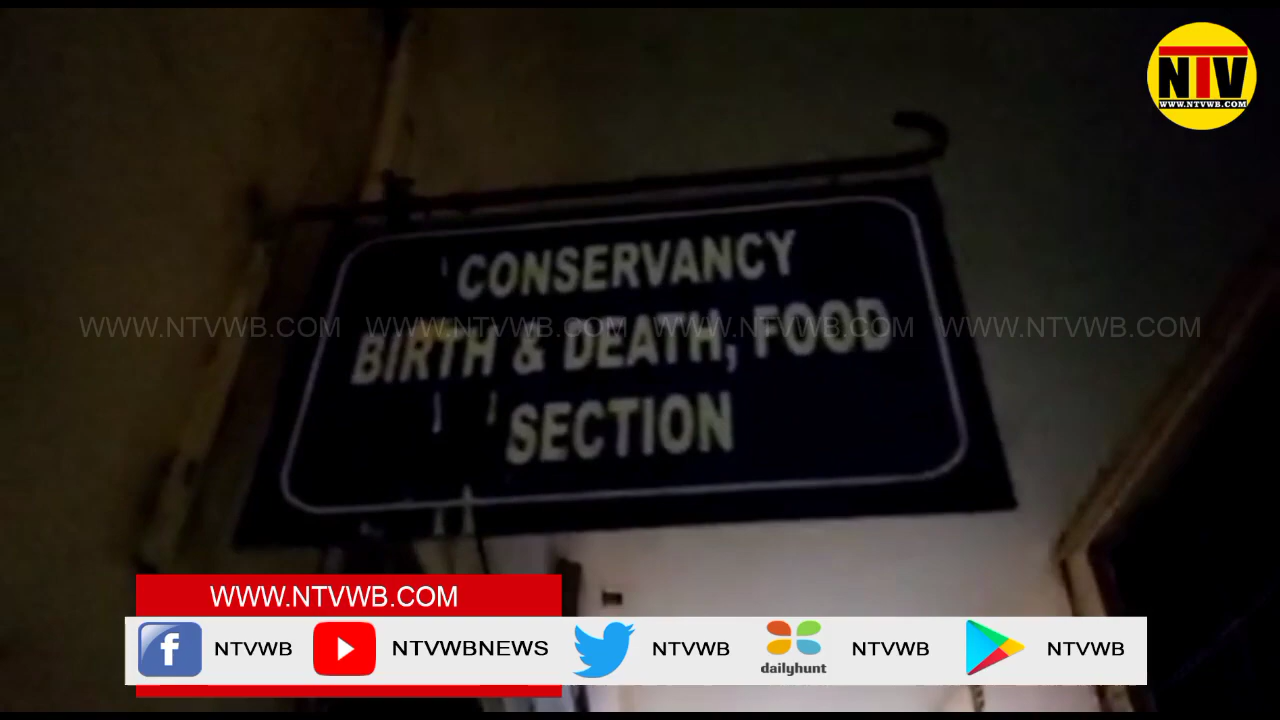 NTV
WWW.NTVWB.COM
CONSERVANCY
BIRTH & DEATH, FOOD
SECTION
WWW.NTVWB.COM WWW.NTVWB.COM WWW.NTVWB.COM WWW.NTVWB.COM
WWW.NTVWB.COM
f NTVWB NTVWBNEWS NTVWB dailyhunt NTVWB NTVWB